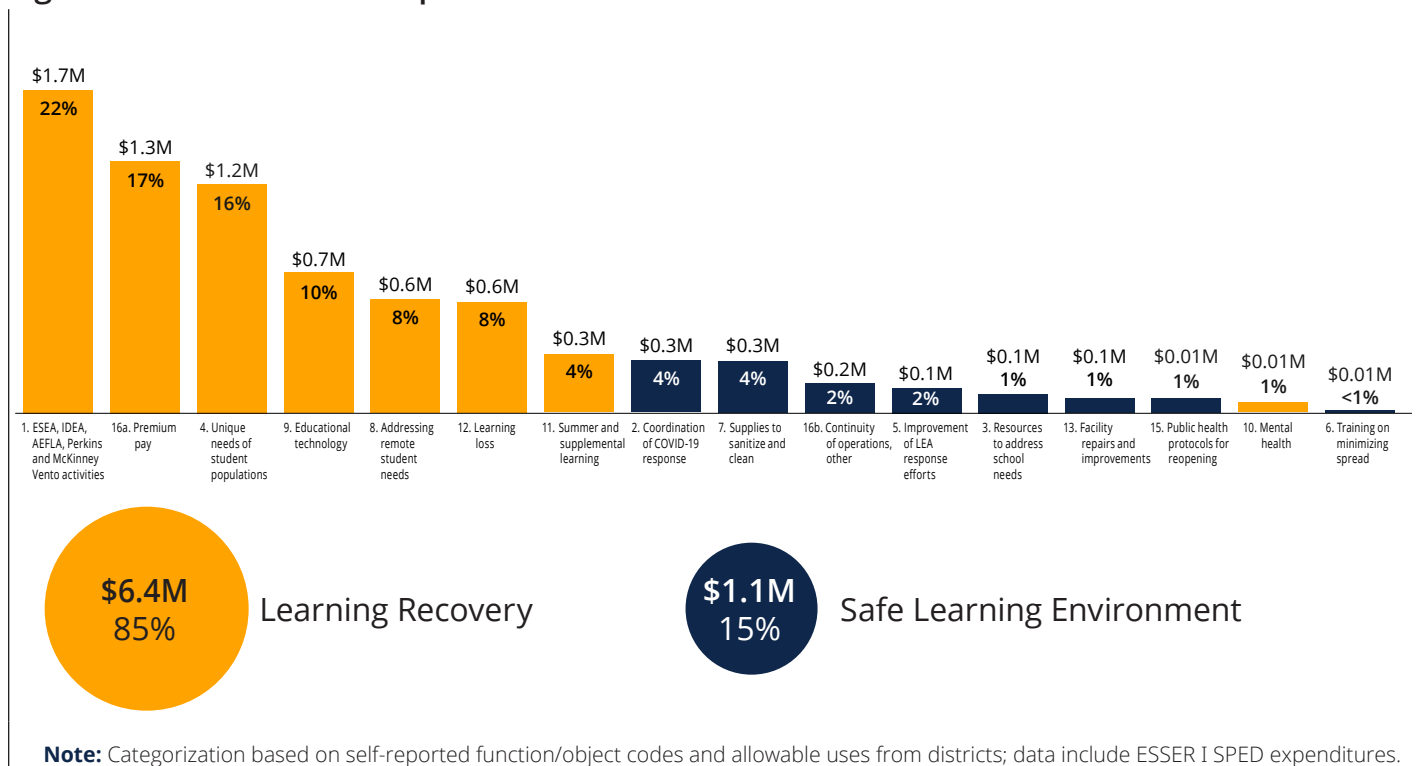 $1.7M
22%
$1.3M
17%
$1.2M
16%
$0.7M
10%
$0.6M
8%
$0.6M
8%
$0.3M
4%
$0.3M
4%
$0.3M
4%
$0.2M
2%
$0.1M
2%
$0.1M
1%
$0.1M
1%
$0.01M
1%
$0.01M
1%
$0.01M
<1%
1. ESEA, IDEA,
AEFLA, Perkins
and McKinney
Vento activities
16a. Premium
pay
4. Unique
needs of
student
populations
9. Educational
technology
8. Addressing
remote
student
needs
12. Learning
loss
11. Summer and
supplemental
learning
2. Coordination
of COVID-19
response
7. Supplies to
sanitize and
clean
16b. Continuity
of operations,
other
5. Improvement
of LEA
response
efforts
3. Resources
to address
school
needs
13. Facility
repairs and
improvements
15. Public health
protocols for
reopening
10. Mental
health
6. Training on
minimizing
spread
$6.4M
85%
Learning Recovery
$1.1M
15%
Safe Learning Environment
Note: Categorization based on self-reported function/object codes and allowable uses from districts; data include ESSER I SPED expenditures.